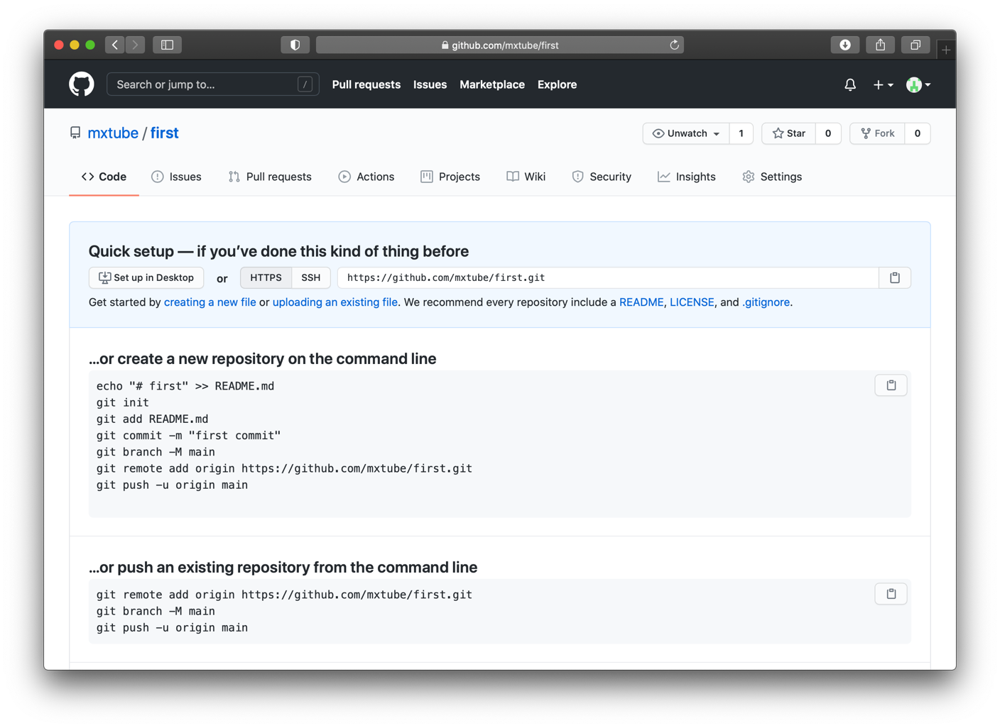 github.com/mxtube/first
Search or jump to... /
Pull requests Issues Marketplace Explore
mxtube / first
Unwatch 1 Star 0 Fork 0
Code Issues Pull requests Actions Projects Wiki Security Insights Settings
Quick setup — if you’ve done this kind of thing before
Set up in Desktop or HTTPS SSH https://github.com/mxtube/first.git
Get started by creating a new file or uploading an existing file. We recommend every repository include a README, LICENSE, and .gitignore.
…or create a new repository on the command line
echo "# first" >> README.md
git init
git add README.md
git commit -m "first commit"
git branch -M main
git remote add origin https://github.com/mxtube/first.git
git push -u origin main
…or push an existing repository from the command line
git remote add origin https://github.com/mxtube/first.git
git branch -M main
git push -u origin main